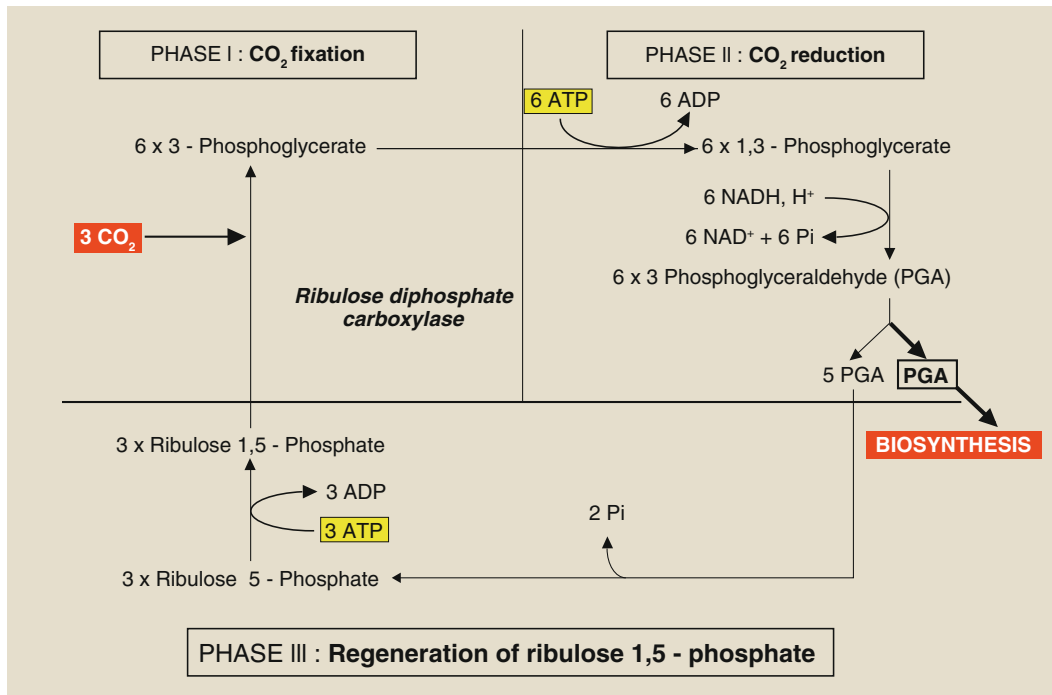 PHASE I : CO₂ fixation
PHASE II : CO₂ reduction
6 ATP
6 ADP
6 x 3 - Phosphoglycerate
6 x 1,3 - Phosphoglycerate
6 NADH, H⁺
3 CO₂
6 NAD⁺ + 6 Pi
6 x 3 Phosphoglyceraldehyde (PGA)
Ribulose diphosphate
carboxylase
5 PGA
PGA
BIOSYNTHESIS
3 x Ribulose 1,5 - Phosphate
3 ADP
3 ATP
2 Pi
3 x Ribulose 5 - Phosphate
PHASE III : Regeneration of ribulose 1,5 - phosphate